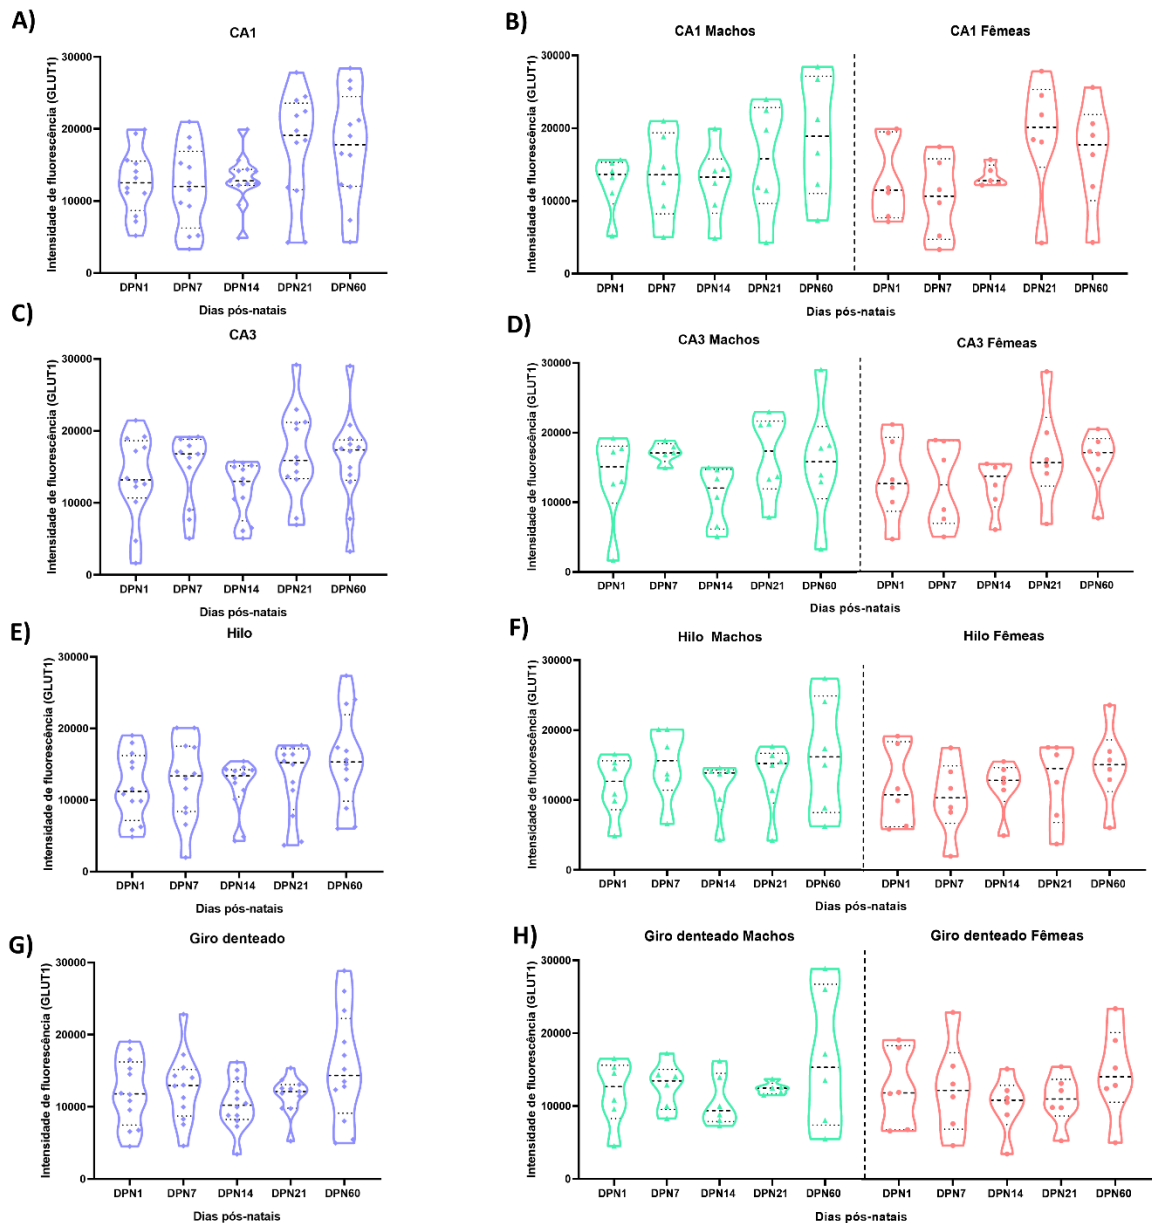 A)
CA1
Intensidade de fluorescência (GLUT1)
30000
20000
10000
0
DPN1 DPN7 DPN14 DPN21 DPN60
Dias pós-natais
B)
CA1 Machos CA1 Fêmeas
Intensidade de fluorescência (GLUT1)
30000
20000
10000
0
DPN1 DPN7 DPN14 DPN21 DPN60 DPN1 DPN7 DPN14 DPN21 DPN60
Dias pós-natais
C)
CA3
Intensidade de fluorescência (GLUT1)
30000
20000
10000
0
DPN1 DPN7 DPN14 DPN21 DPN60
Dias pós-natais
D)
CA3 Machos CA3 Fêmeas
Intensidade de fluorescência (GLUT1)
30000
20000
10000
0
DPN1 DPN7 DPN14 DPN21 DPN60 DPN1 DPN7 DPN14 DPN21 DPN60
Dias pós-natais
E)
Hilo
Intensidade de fluorescência (GLUT1)
30000
20000
10000
0
DPN1 DPN7 DPN14 DPN21 DPN60
Dias pós-natais
F)
Hilo Machos Hilo Fêmeas
Intensidade de fluorescência (GLUT1)
30000
20000
10000
0
DPN1 DPN7 DPN14 DPN21 DPN60 DPN1 DPN7 DPN14 DPN21 DPN60
Dias pós-natais
G)
Giro denteado
Intensidade de fluorescência (GLUT1)
30000
20000
10000
0
DPN1 DPN7 DPN14 DPN21 DPN60
Dias pós-natais
H)
Giro denteado Machos Giro denteado Fêmeas
Intensidade de fluorescência (GLUT1)
30000
20000
10000
0
DPN1 DPN7 DPN14 DPN21 DPN60 DPN1 DPN7 DPN14 DPN21 DPN60
Dias pós-natais